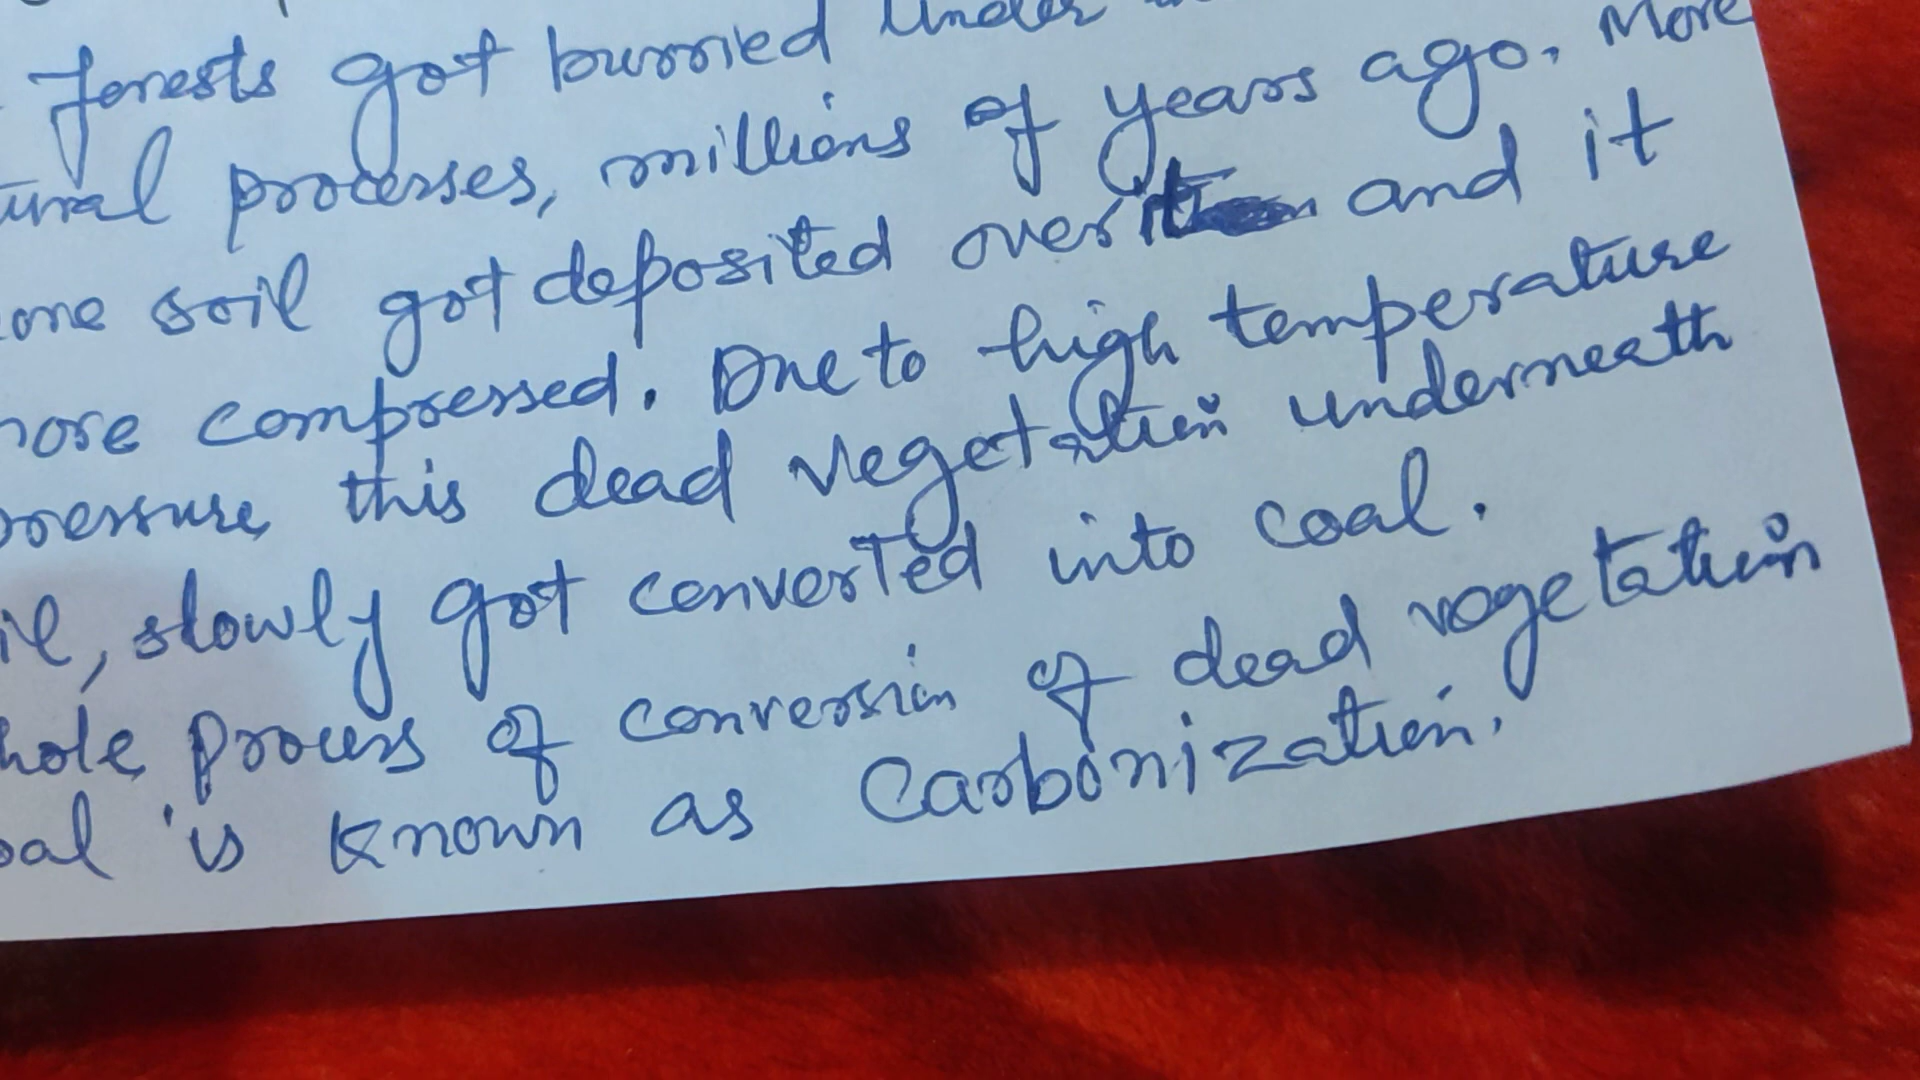 forests got burried under
ural processes, millions of years ago. More
one soil got deposited over it and it
more compressed. Due to high temperature
pressure this dead vegetation underneath
il, slowly got converted into coal.
hole process of conversion of dead vegetation
oal is known as Carbonization.